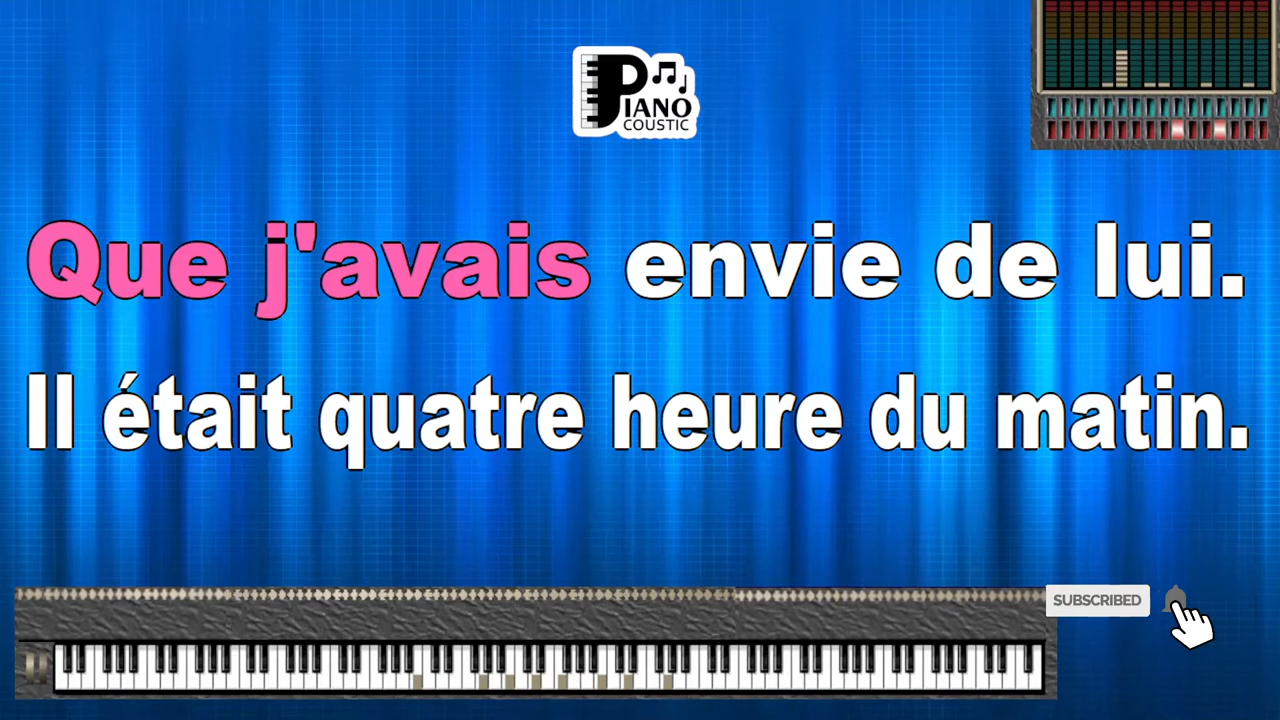 PIANO
COUSTIC
Que j'avais envie de lui.
Il était quatre heure du matin.
SUBSCRIBED